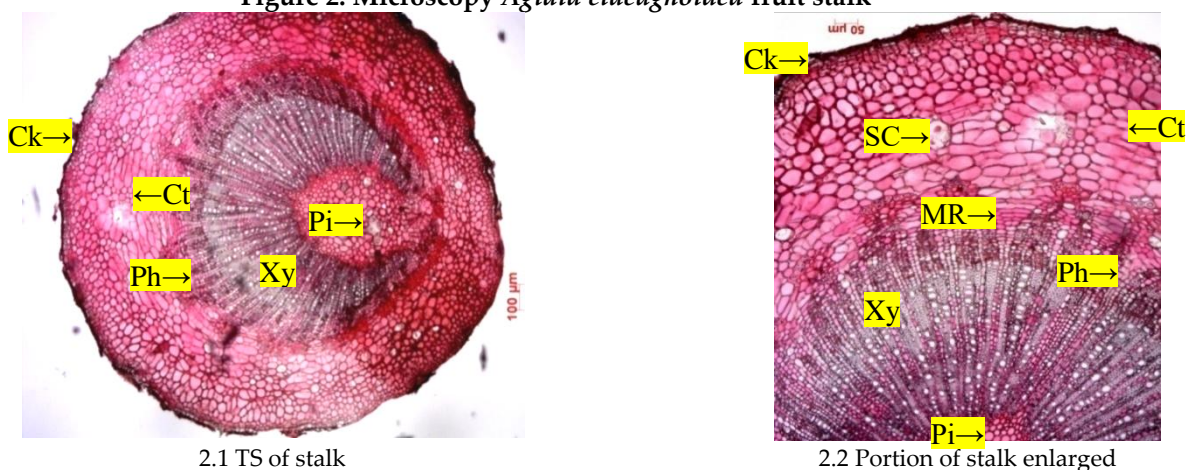 Figure 2. Microscopy Aglaia elaeagnoidea fruit stalk
Ck→
←Ct
Ph→
Xy
Pi→
100 µm
2.1 TS of stalk
50 µm
Ck→
SC→
←Ct
MR→
Ph→
Xy
Pi→
2.2 Portion of stalk enlarged